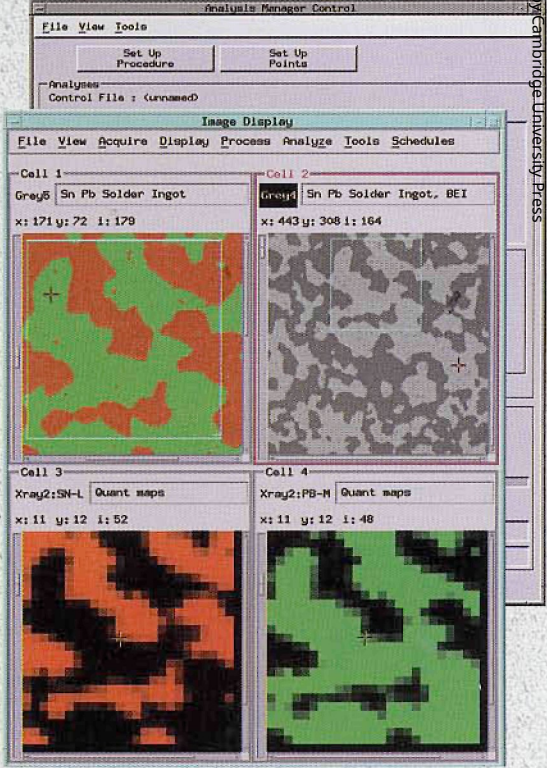 Analysis Manager Control
File View Tools
Set Up Procedure
Set Up Points
Analyses
Control File : (unnamed)
Image Display
File View Acquire Display Process Analyze Tools Schedules
Cell 1
Grey5 Sn Pb Solder Ingot
x: 171 y: 72 i: 179
Cell 2
Grey4 Sn Pb Solder Ingot, BEI
x: 443 y: 308 i: 164
Cell 3
Xray2:SN-L Quant maps
x: 11 y: 12 i: 52
Cell 4
Xray2:PB-M Quant maps
x: 11 y: 12 i: 48
y Cambridge University Press